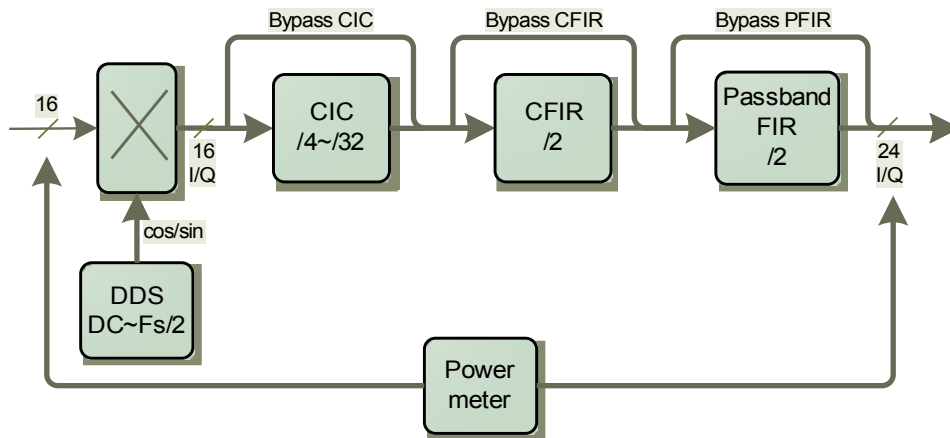 Bypass CIC
Bypass CFIR
Bypass PFIR
16
CIC
/4~/32
CFIR
/2
Passband
FIR
/2
16
I/Q
24
I/Q
cos/sin
DDS
DC~Fs/2
Power
meter